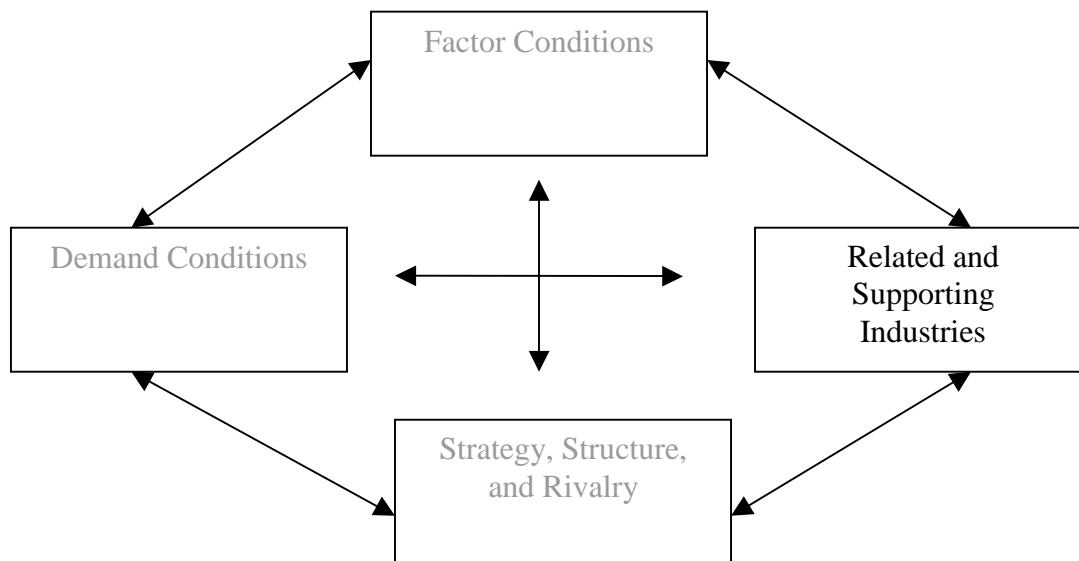 Factor Conditions
Demand Conditions
Related and
Supporting
Industries
Strategy, Structure,
and Rivalry